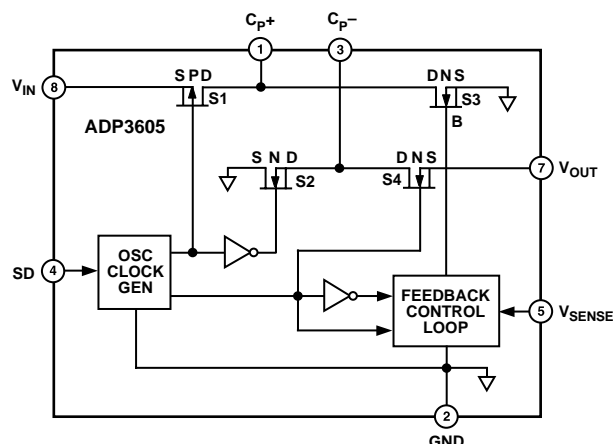 CP+
CP–
1
3
VIN
8
S P D
S1
D N S
S3
ADP3605
B
S N D
S2
D N S
S4
7
VOUT
SD
4
OSC
CLOCK
GEN
FEEDBACK
CONTROL
LOOP
5
VSENSE
2
GND